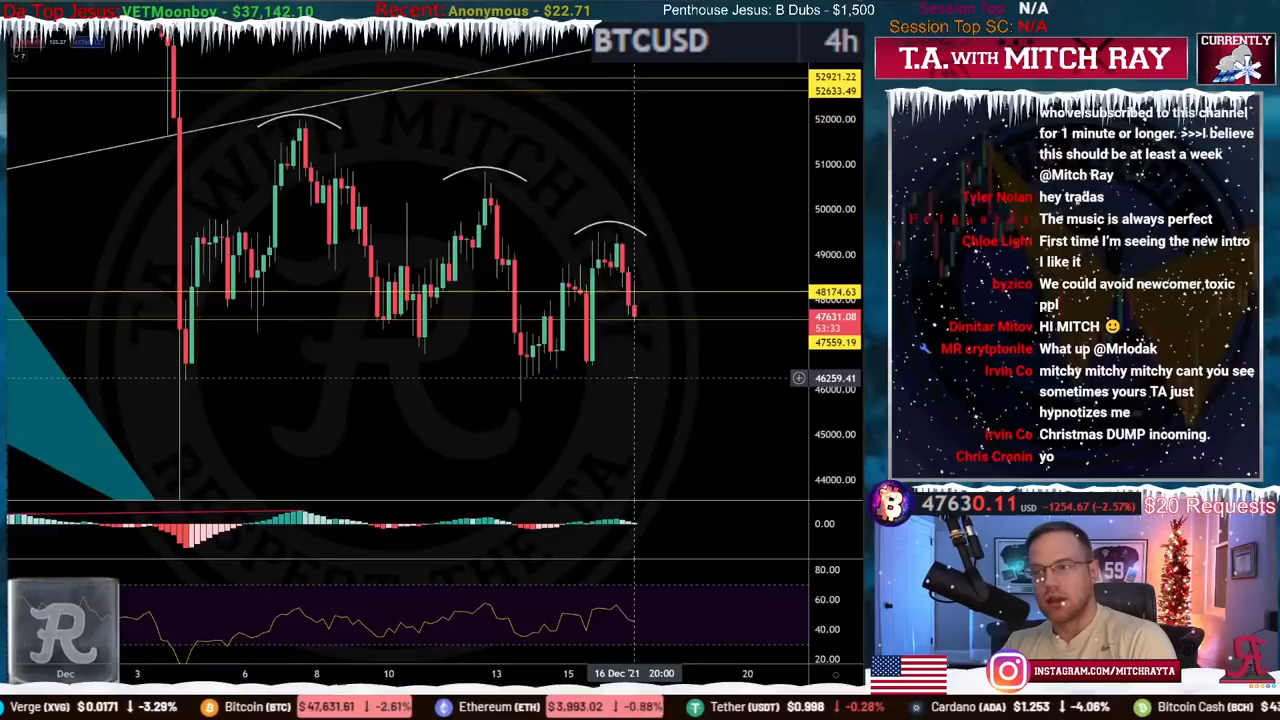 Da Top Jesus:VETMoonboy - $37,142.10
Recent: Anonymous - $22.71
Penthouse Jesus: B Dubs - $1,500
Session Top: N/A
Session Top SC: N/A
BTCUSD 4h
T.A. WITH MITCH RAY
CURRENTLY
52921.22
52633.49
52000.00
51000.00
50000.00
49000.00
48174.63
48000.00
47631.08
53:33
47559.19
46259.41
46000.00
45000.00
44000.00
0.00
80.00
60.00
40.00
20.00
Dec 3 6 8 10 13 15 16 Dec '21 20:00 20
whove subscribed to this channel
for 1 minute or longer. >>>I believe
this should be at least a week
@Mitch Ray
Tyler Nolan hey tradas
The music is always perfect
Chloe Light First time I'm seeing the new intro
I like it
byzico We could avoid newcomer toxic
ppl
Dimitar Mitov HI MITCH
MR crytptonite What up @Mrlodak
Irvin Co mitchy mitchy mitchy cant you see
sometimes yours TA just
hypnotizes me
Irvin Co Christmas DUMP incoming.
Chris Cronin yo
47630.11 USD -1254.67 (-2.57%)
$20 Requests
59
INSTAGRAM.COM/MITCHRAYTA
R
Verge (XVG) $0.0171 ↓ -3.29% Bitcoin (BTC) $47,631.61 ↓ -2.61% Ethereum (ETH) $3,993.02 ↓ -0.88% Tether (USDT) $0.998 ↓ -0.28% Cardano (ADA) $1.253 ↓ -4.06% Bitcoin Cash (BCH)